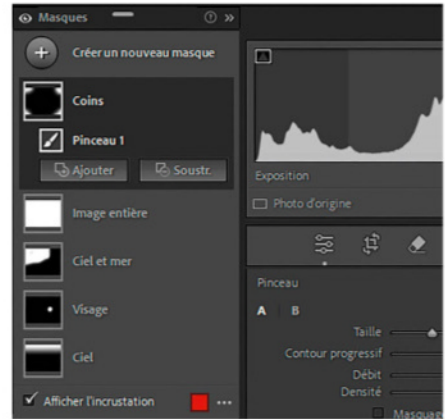 Masques
Créer un nouveau masque
Coins
Pinceau 1
Ajouter Soustr.
Image entière
Ciel et mer
Visage
Ciel
Afficher l'incrustation
Exposition
Photo d'origine
Pinceau
A B
Taille
Contour progressif
Débit
Densité
Masquage